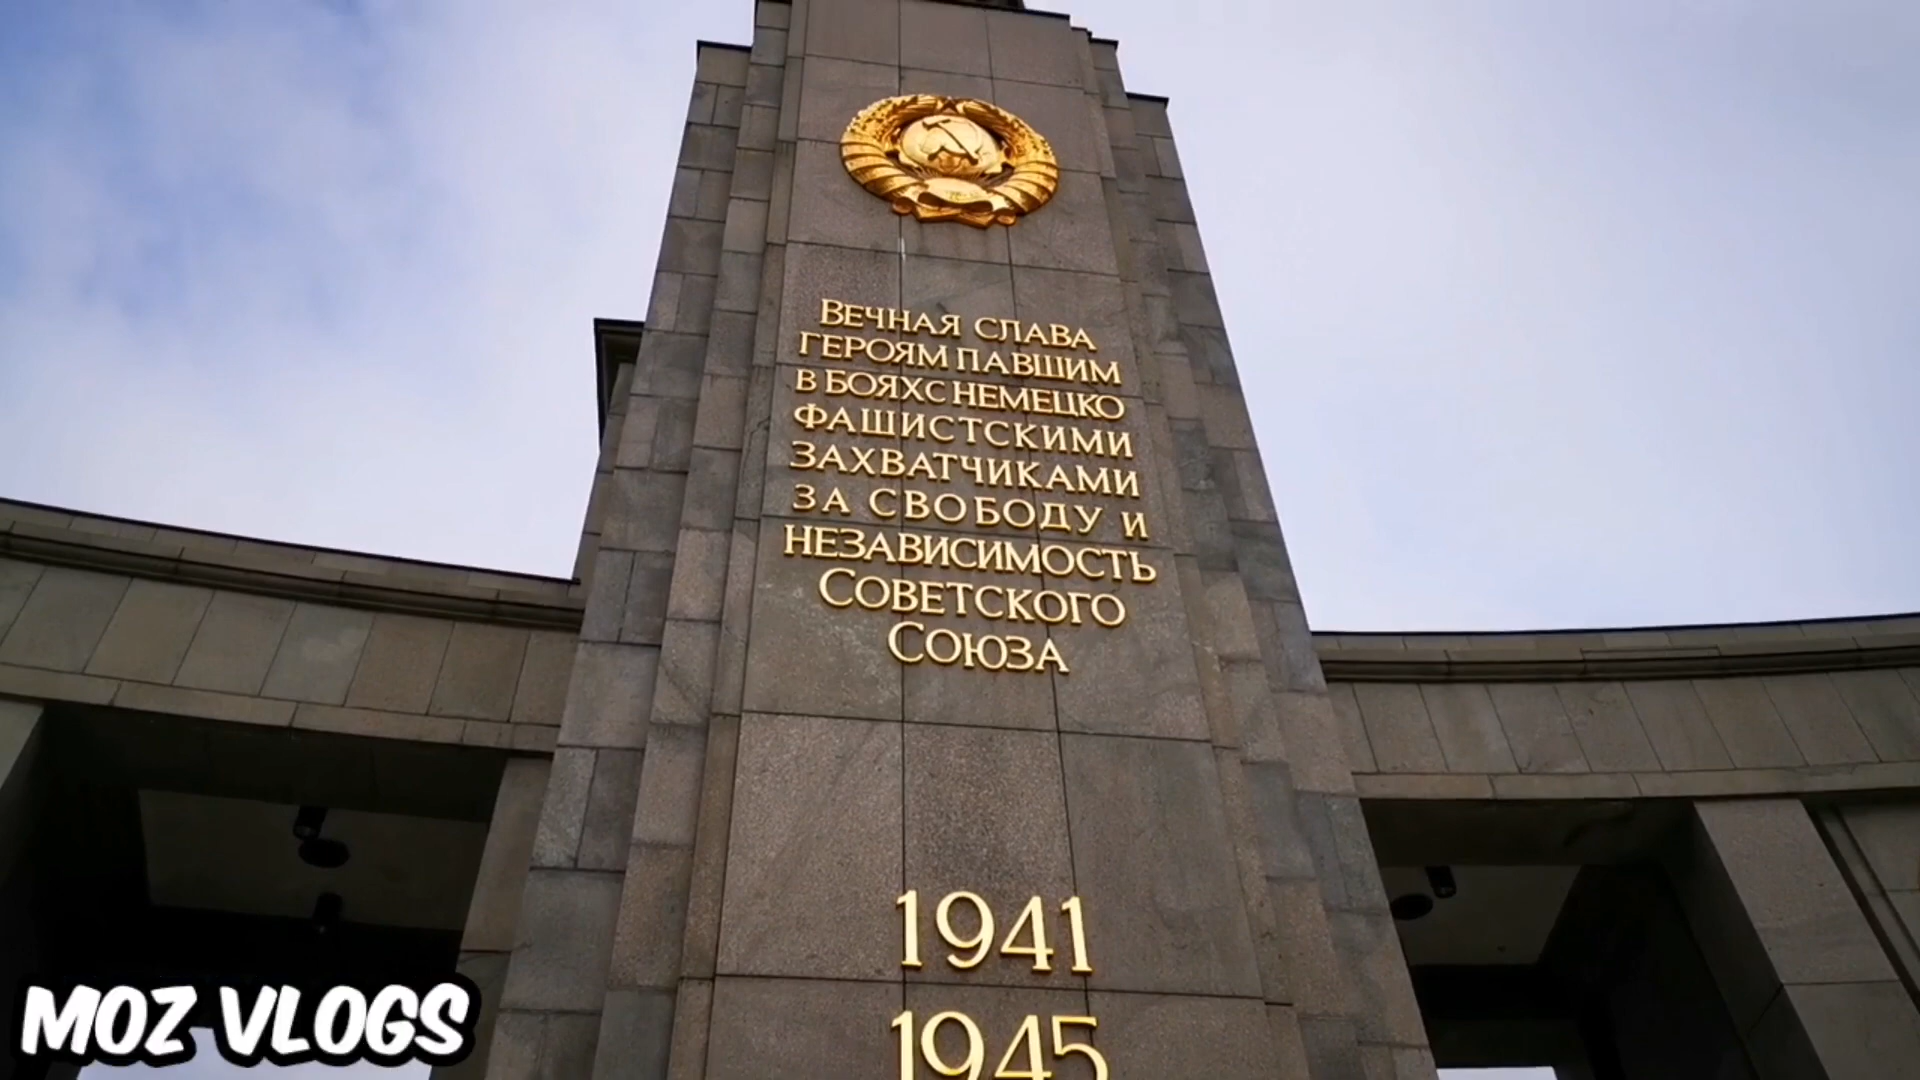 ВЕЧНАЯ СЛАВА
ГЕРОЯМ ПАВШИМ
В БОЯХ С НЕМЕЦКО
ФАШИСТСКИМИ
ЗАХВАТЧИКАМИ
ЗА СВОБОДУ И
НЕЗАВИСИМОСТЬ
СОВЕТСКОГО
СОЮЗА
1941
1945
MOZ VLOGS